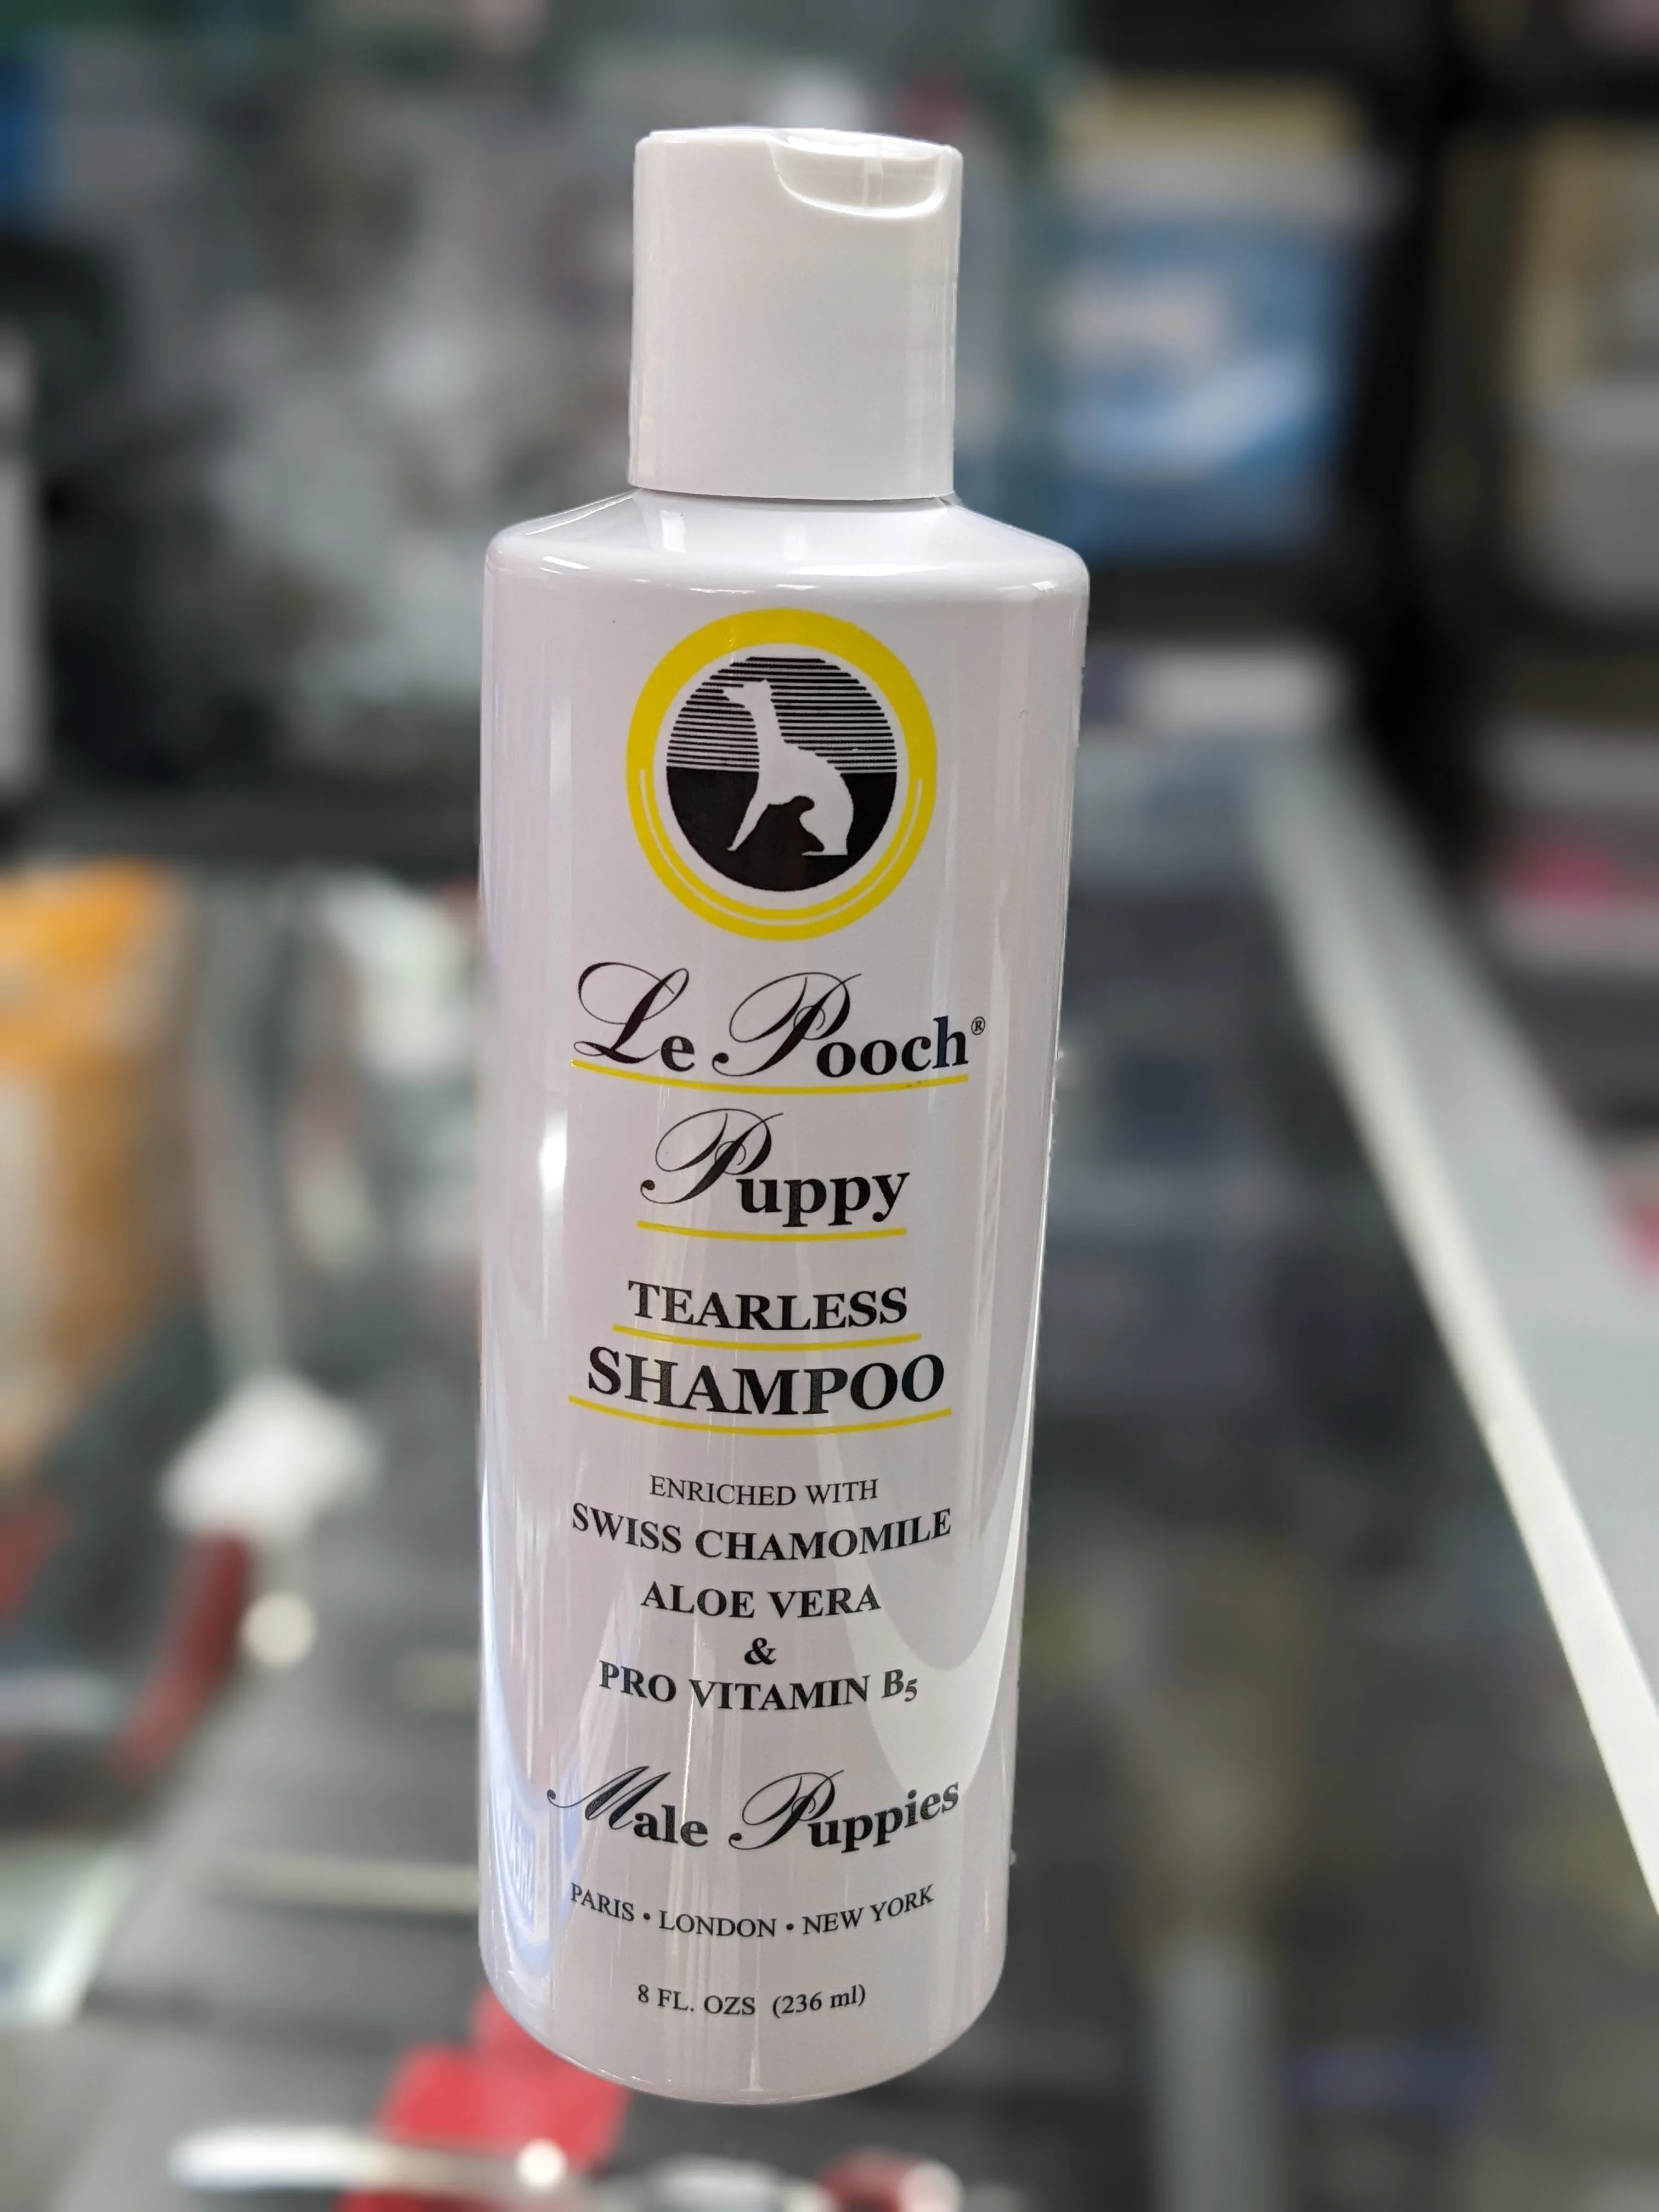 Le Pooch®
Puppy
TEARLESS
SHAMPOO
ENRICHED WITH
SWISS CHAMOMILE
ALOE VERA
&
PRO VITAMIN B5
Male Puppies
PARIS • LONDON • NEW YORK
8 FL. OZS (236 ml)